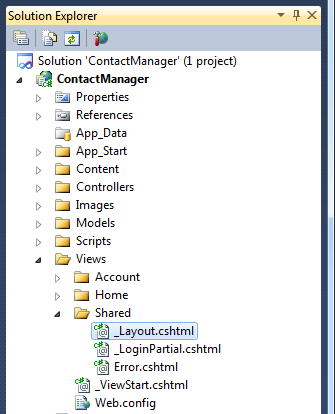 Solution Explorer
Solution 'ContactManager' (1 project)
ContactManager
Properties
References
App_Data
App_Start
Content
Controllers
Images
Models
Scripts
Views
Account
Home
Shared
_Layout.cshtml
_LoginPartial.cshtml
Error.cshtml
_ViewStart.cshtml
Web.config